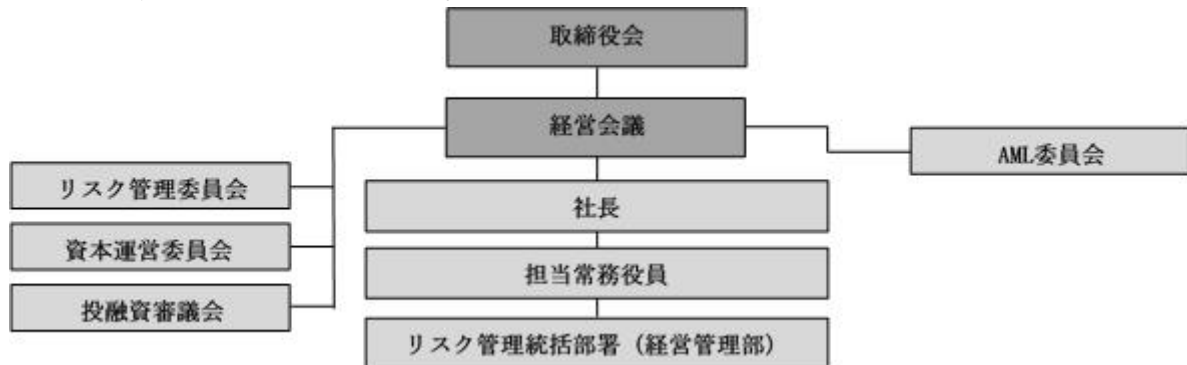 取締役会
経営会議
AML委員会
リスク管理委員会
社長
資本運営委員会
担当常務役員
投融資審議会
リスク管理統括部署（経営管理部）